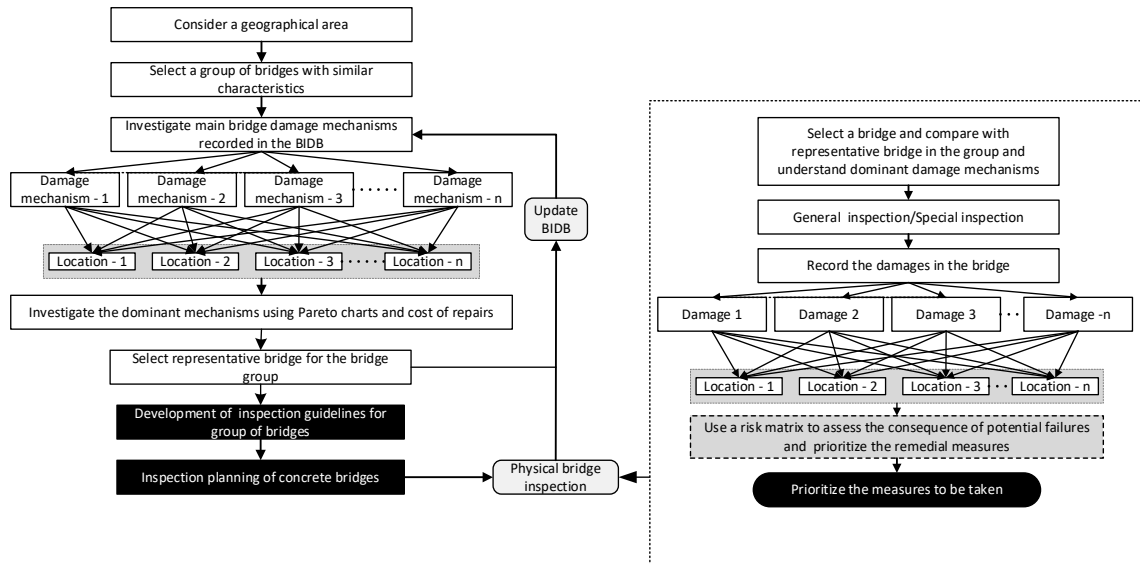 Consider a geographical area
Select a group of bridges with similar
characteristics
Investigate main bridge damage mechanisms
recorded in the BIDB
Damage
mechanism - 1
Damage
mechanism - 2
Damage
mechanism - 3
Damage
mechanism - n
Location - 1
Location - 2
Location - 3
Location - n
Investigate the dominant mechanisms using Pareto charts and cost of repairs
Select representative bridge for the bridge
group
Development of inspection guidelines for
group of bridges
Inspection planning of concrete bridges
Update
BIDB
Physical bridge
inspection
Select a bridge and compare with
representative bridge in the group and
understand dominant damage mechanisms
General inspection/Special inspection
Record the damages in the bridge
Damage 1
Damage 2
Damage 3
Damage -n
Location - 1
Location - 2
Location - 3
Location - n
Use a risk matrix to assess the consequence of potential failures
and prioritize the remedial measures
Prioritize the measures to be taken